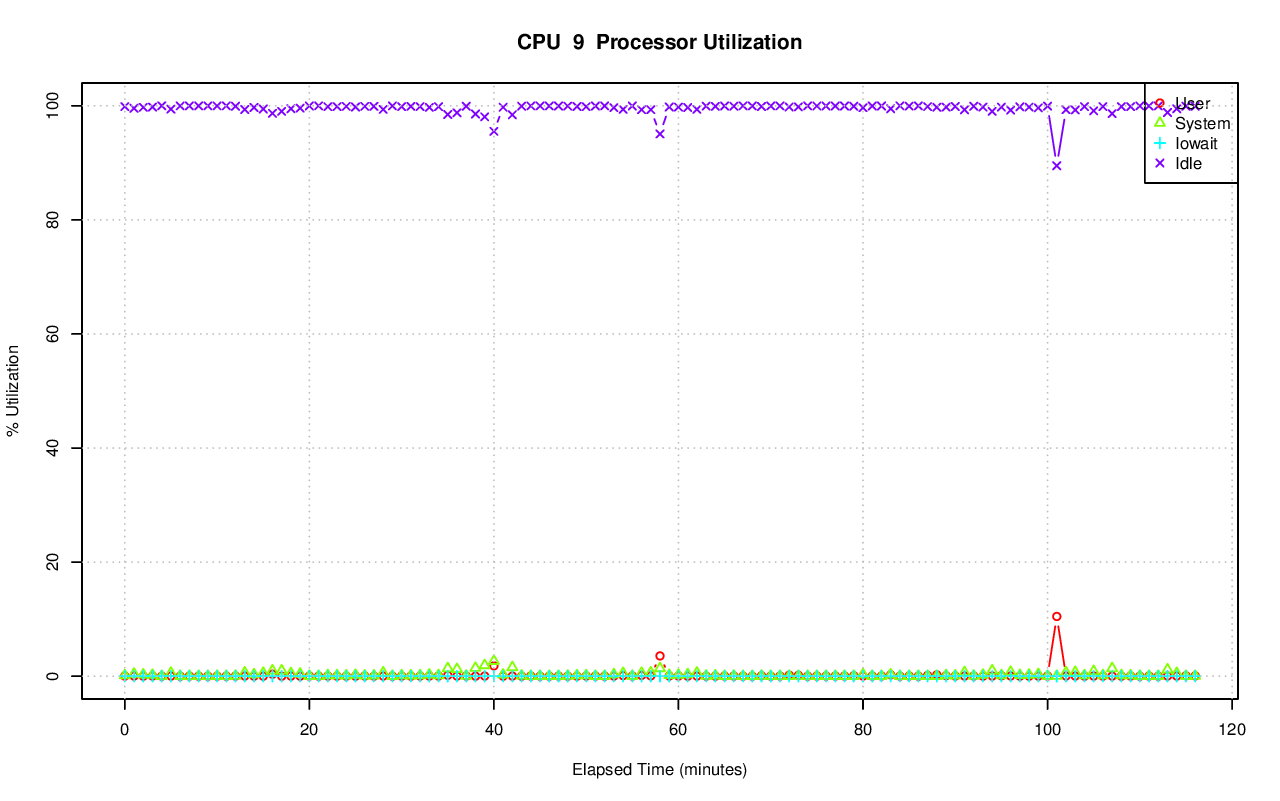 CPU 9 Processor Utilization
% Utilization
100
80
60
40
20
0
User
System
Iowait
Idle
0 20 40 60 80 100 120
Elapsed Time (minutes)